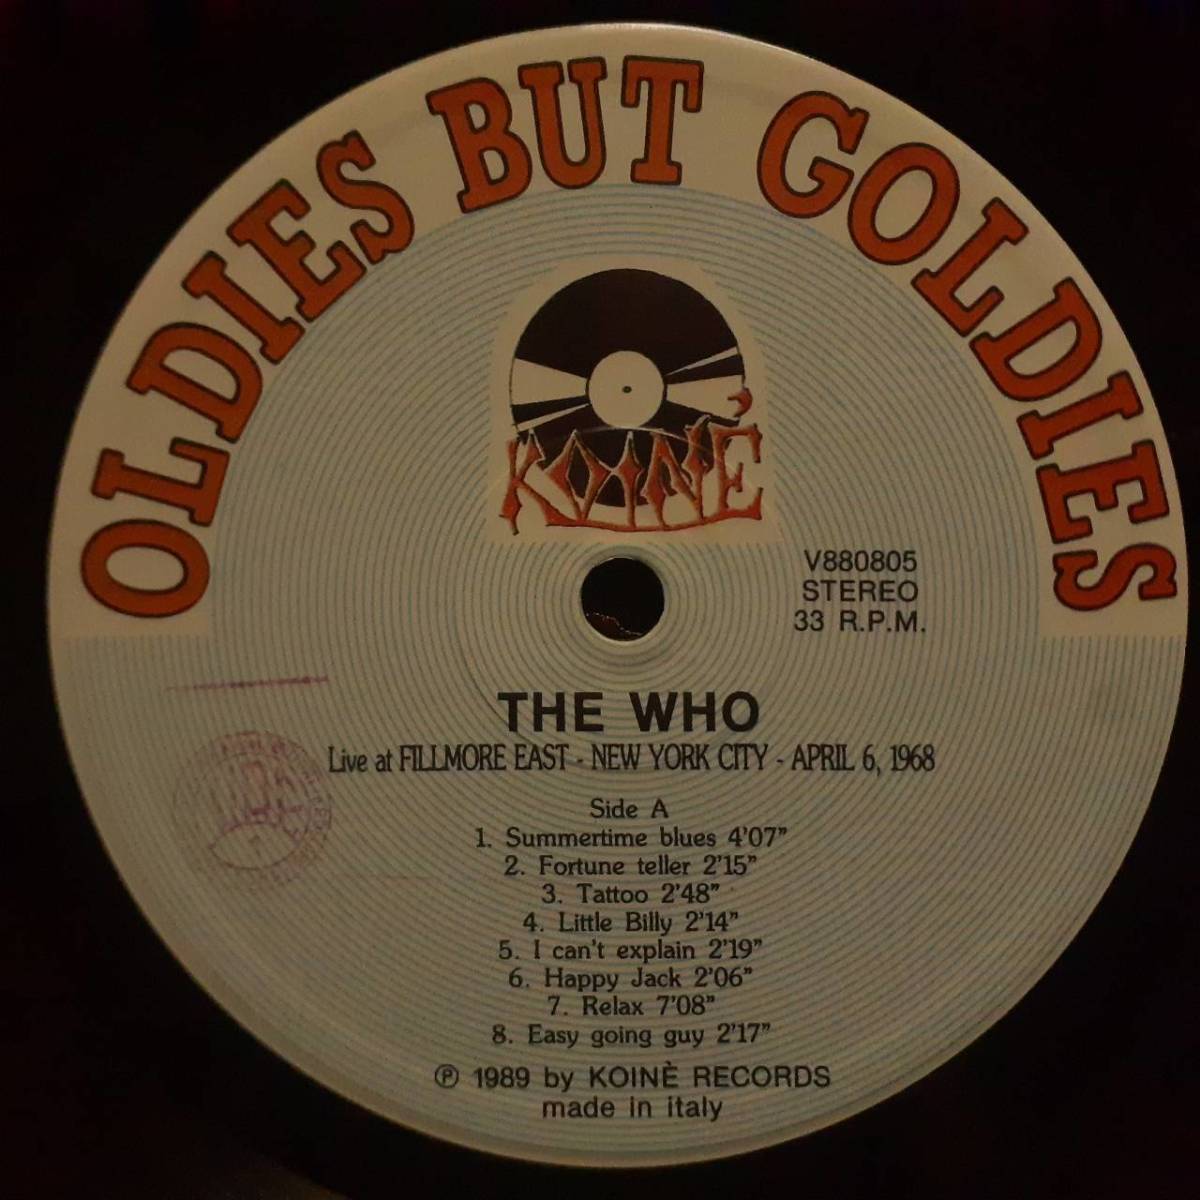 OLDIES BUT GOLDIES
KOINÈ
V880805
STEREO
33 R.P.M.
THE WHO
Live at FILLMORE EAST - NEW YORK CITY - APRIL 6, 1968
Side A
1. Summertime blues 4'07"
2. Fortune teller 2'15"
3. Tattoo 2'48"
4. Little Billy 2'14"
5. I can't explain 2'19"
6. Happy Jack 2'06"
7. Relax 7'08"
8. Easy going guy 2'17"
℗ 1989 by KOINÈ RECORDS
made in italy